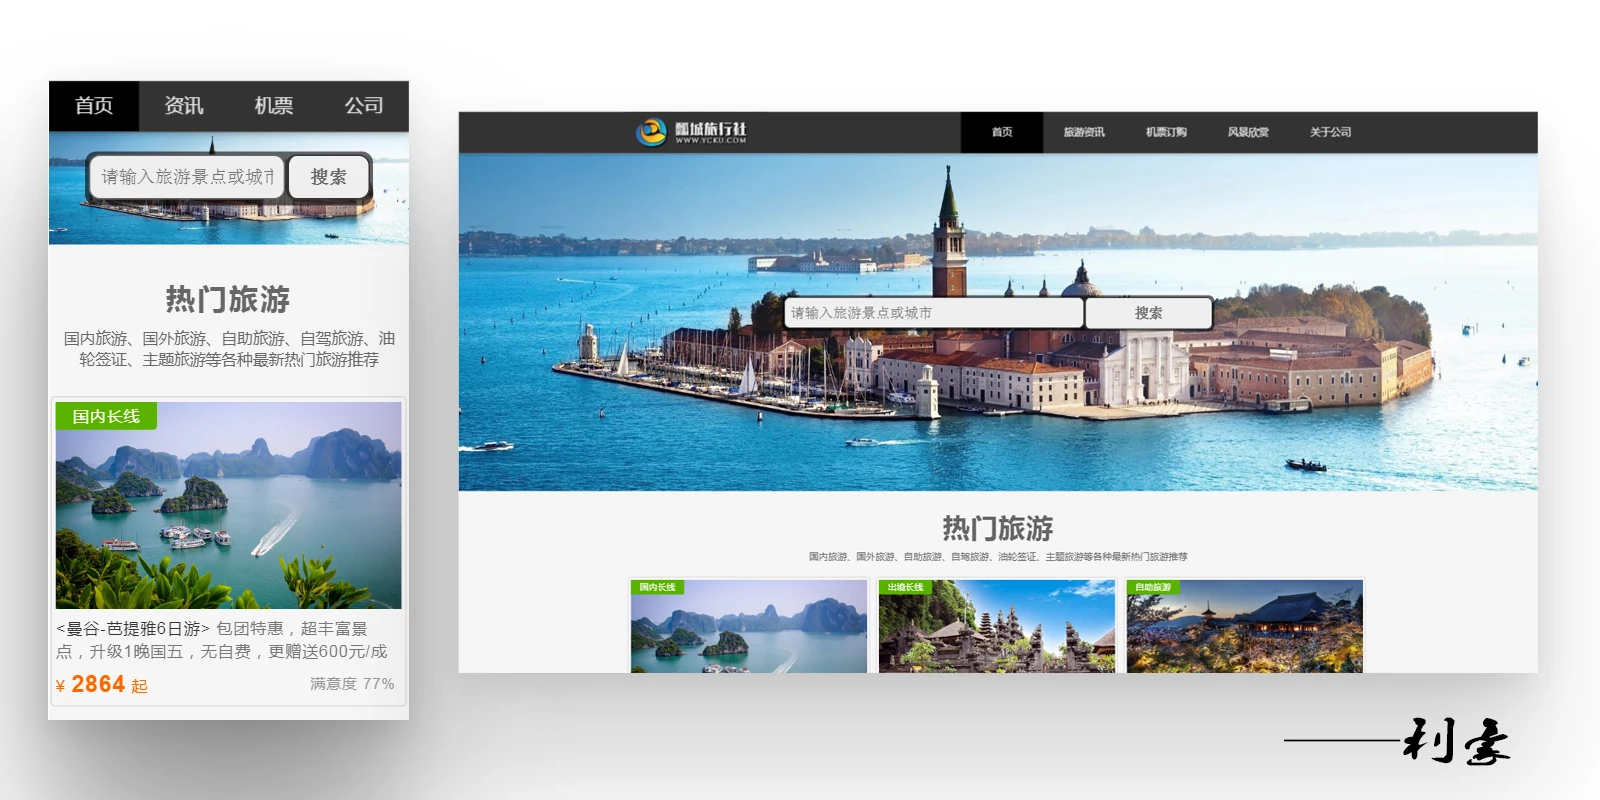 首页 资讯 机票 公司
请输入旅游景点或城市
搜索
热门旅游
国内旅游、国外旅游、自助旅游、自驾旅游、油
轮签证、主题旅游等各种最新热门旅游推荐
国内长线
<曼谷-芭提雅6日游> 包团特惠，超丰富景
点，升级1晚国五，无自费，更赠送600元/成
¥ 2864 起
满意度 77%
瓢城旅行社
WWW.YCKU.COM
首页 旅游资讯 机票订购 风景欣赏 关于公司
请输入旅游景点或城市
搜索
热门旅游
国内旅游、国外旅游、自助旅游、自驾旅游、油轮签证、主题旅游等各种最新热门旅游推荐
国内长线
出境长线
自助旅游
——利豪